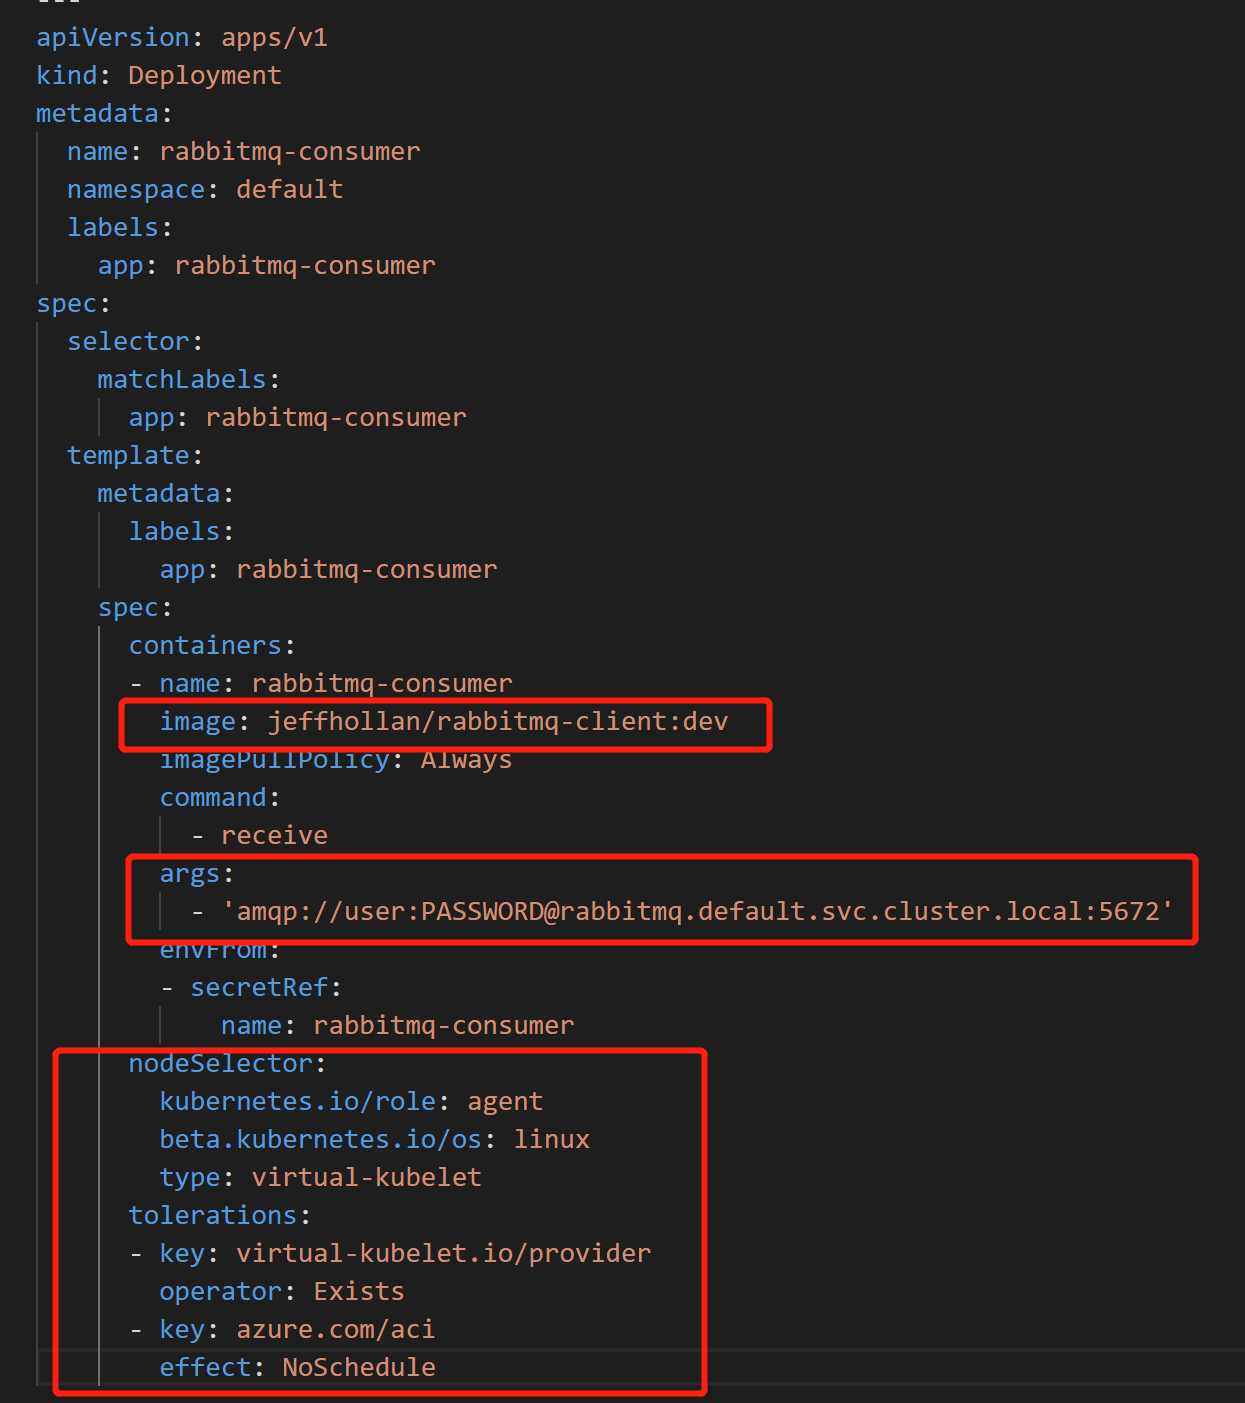 ---
apiVersion: apps/v1
kind: Deployment
metadata:
  name: rabbitmq-consumer
  namespace: default
  labels:
    app: rabbitmq-consumer
spec:
  selector:
    matchLabels:
      app: rabbitmq-consumer
  template:
    metadata:
      labels:
        app: rabbitmq-consumer
    spec:
      containers:
      - name: rabbitmq-consumer
        image: jeffhollan/rabbitmq-client:dev
        imagePullPolicy: Always
        command:
          - receive
        args:
          - 'amqp://user:PASSWORD@rabbitmq.default.svc.cluster.local:5672'
        envFrom:
        - secretRef:
            name: rabbitmq-consumer
      nodeSelector:
        kubernetes.io/role: agent
        beta.kubernetes.io/os: linux
        type: virtual-kubelet
      tolerations:
      - key: virtual-kubelet.io/provider
        operator: Exists
      - key: azure.com/aci
        effect: NoSchedule